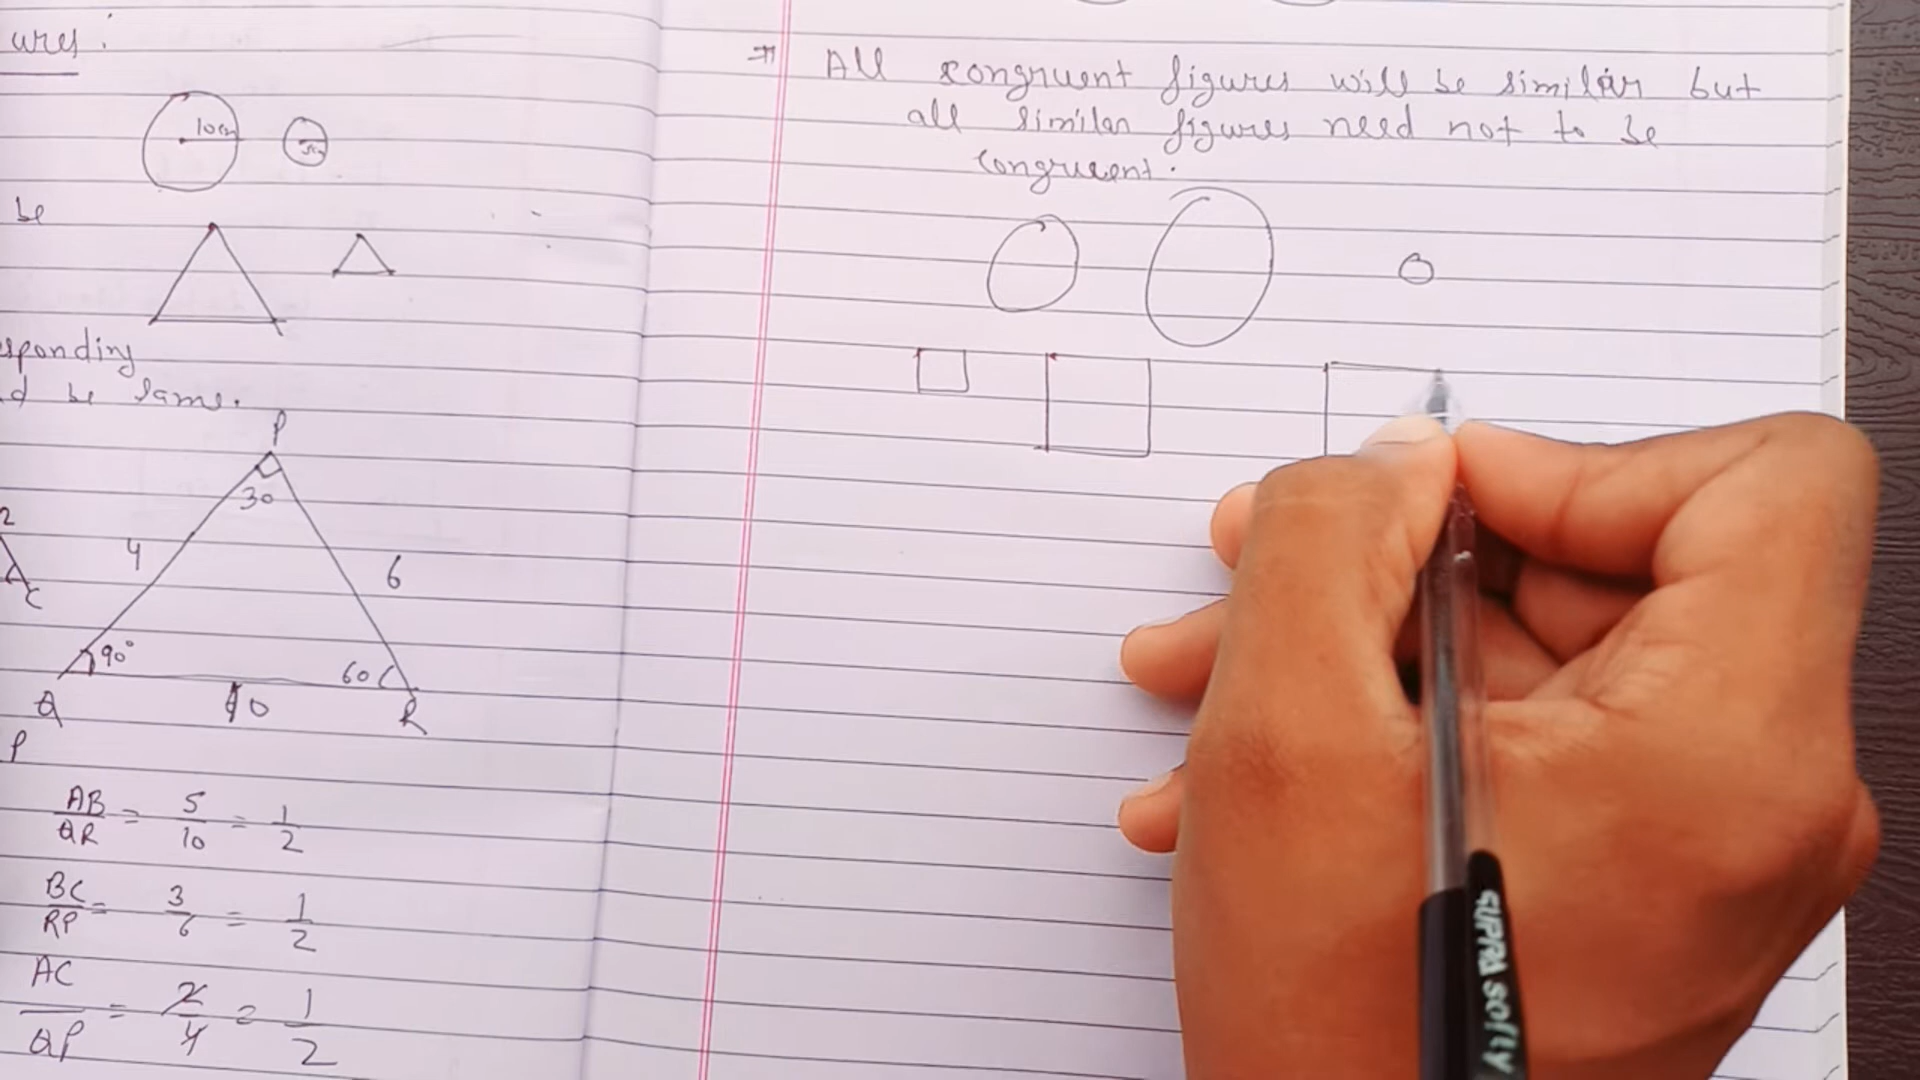 ures.
10cm
5cm
be
sponding
d be same.
P
30
2
4
6
C
90°
60
Q
10
R
P
AB/QR = 5/10 = 1/2
BC/RP = 3/6 = 1/2
AC/QP = 2/4 = 1/2
⇒ All congruent figures will be similar but
all similar figures need not to be
congruent.
SUPRA Softy